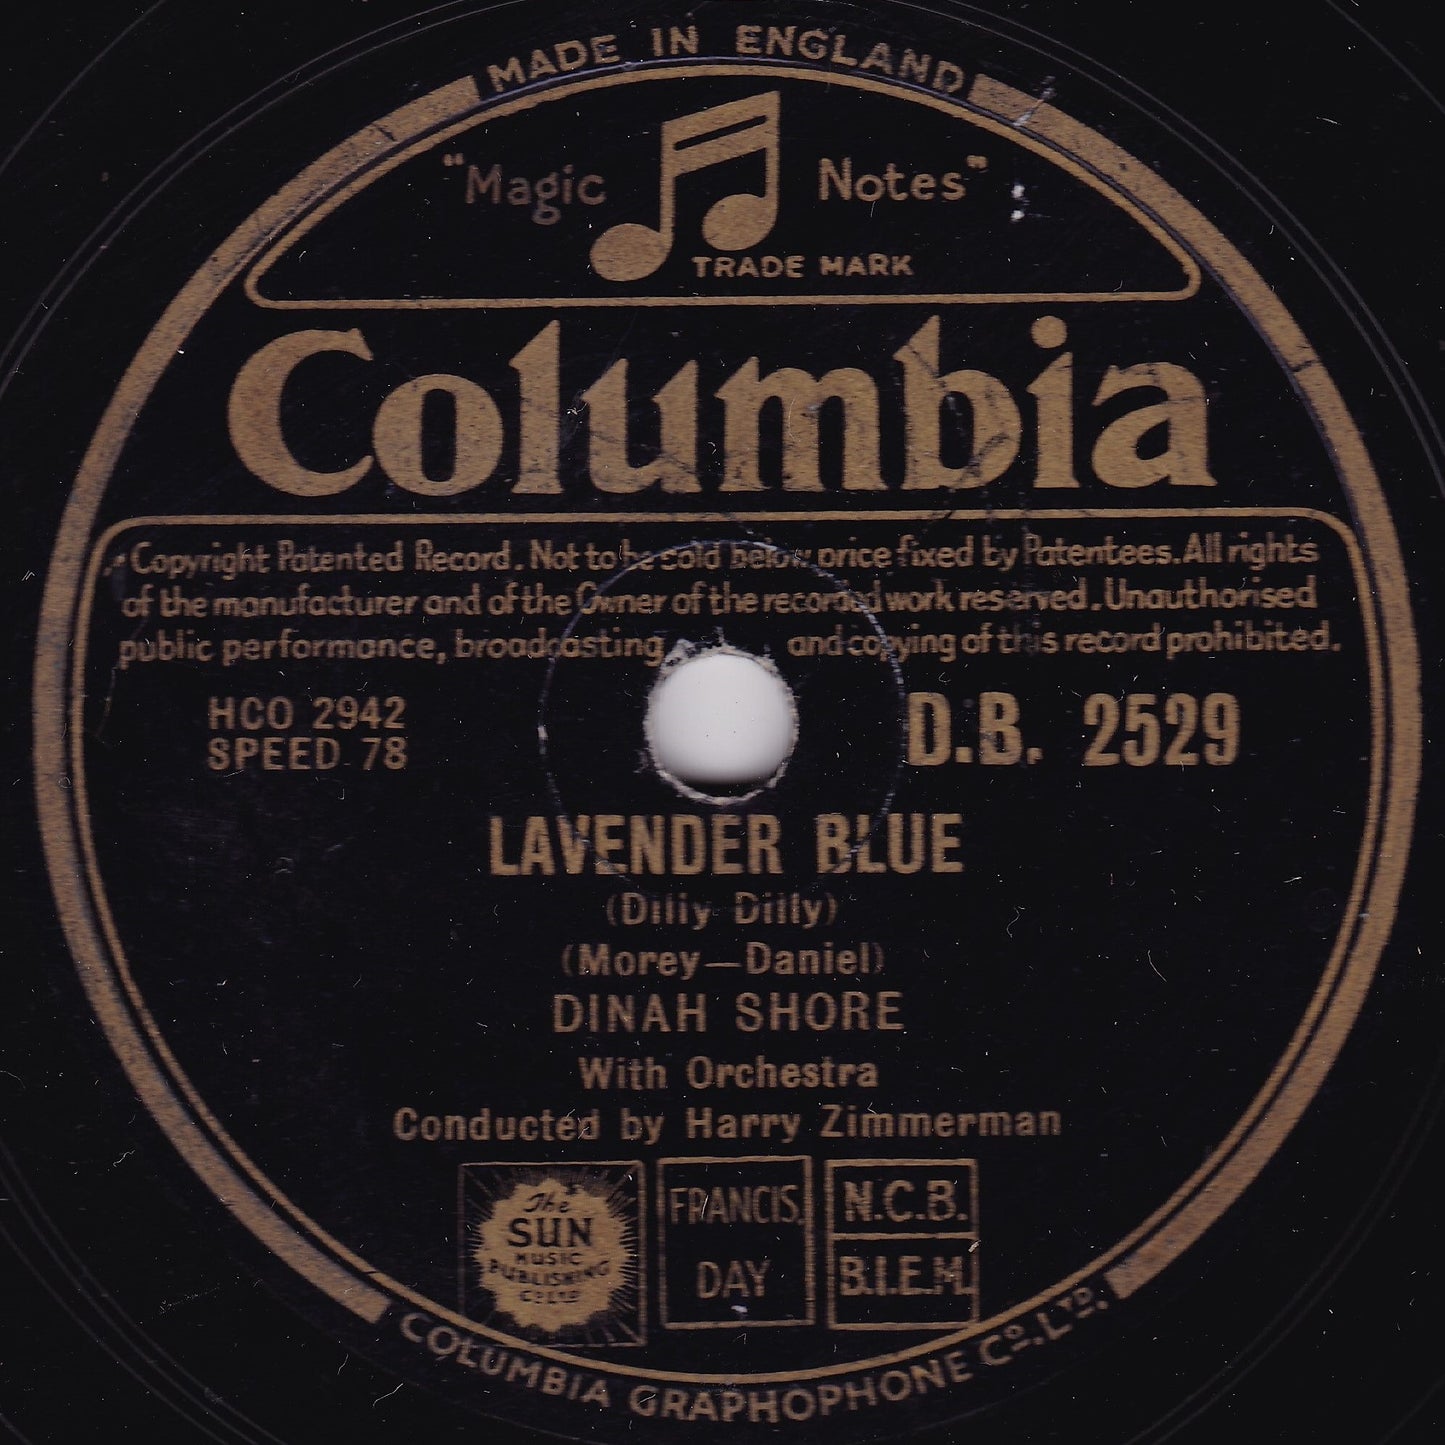 MADE IN ENGLAND
"Magic Notes"
TRADE MARK
Columbia
Copyright Patented Record. Not to be sold below price fixed by Patentees. All rights
of the manufacturer and of the Owner of the recorded work reserved. Unauthorised
public performance, broadcasting and copying of this record prohibited.
HCO 2942
SPEED 78
D.B. 2529
LAVENDER BLUE
(Dilly Dilly)
(Morey—Daniel)
DINAH SHORE
With Orchestra
Conducted by Harry Zimmerman
The
SUN
MUSIC
PUBLISHING
Co LTD
FRANCIS.
DAY
N.C.B.
B.I.E.M.
COLUMBIA GRAPHOPHONE Co. LTD.